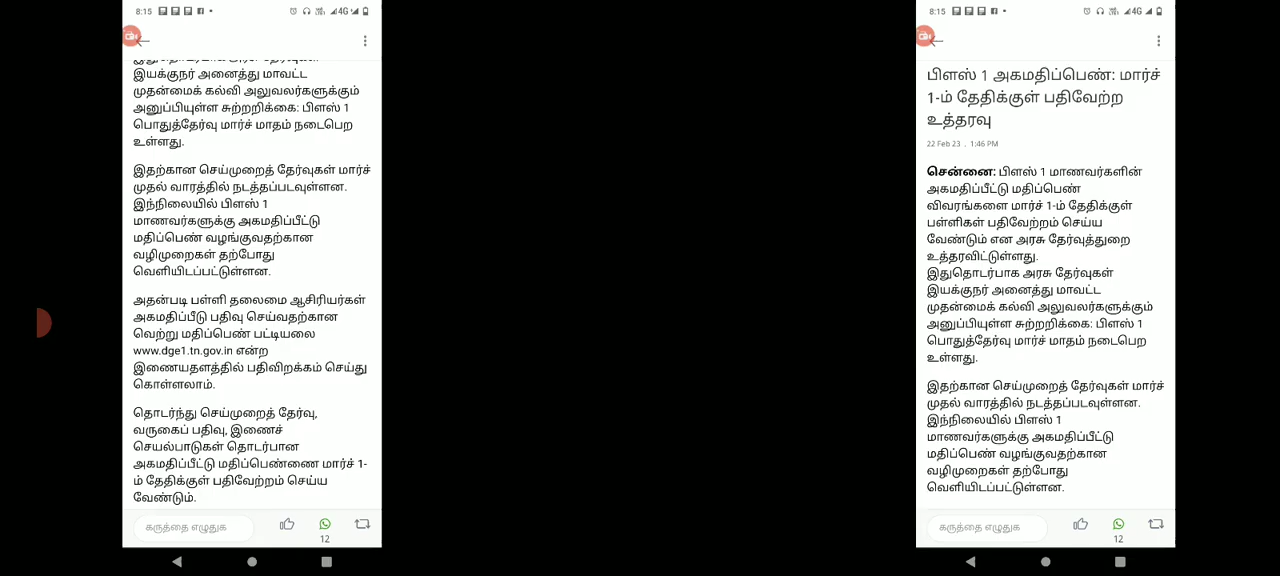 8:15
4G
இயக்குநர் அனைத்து மாவட்ட
முதன்மைக் கல்வி அலுவலர்களுக்கும்
அனுப்பியுள்ள சுற்றறிக்கை: பிளஸ் 1
பொதுத்தேர்வு மார்ச் மாதம் நடைபெற
உள்ளது.
இதற்கான செய்முறைத் தேர்வுகள் மார்ச்
முதல் வாரத்தில் நடத்தப்படவுள்ளன.
இந்நிலையில் பிளஸ் 1
மாணவர்களுக்கு அகமதிப்பீட்டு
மதிப்பெண் வழங்குவதற்கான
வழிமுறைகள் தற்போது
வெளியிடப்பட்டுள்ளன.
அதன்படி பள்ளி தலைமை ஆசிரியர்கள்
அகமதிப்பீடு பதிவு செய்வதற்கான
வெற்று மதிப்பெண் பட்டியலை
www.dge1.tn.gov.in என்ற
இணையதளத்தில் பதிவிறக்கம் செய்து
கொள்ளலாம்.
தொடர்ந்து செய்முறைத் தேர்வு,
வருகைப் பதிவு, இணைச்
செயல்பாடுகள் தொடர்பான
அகமதிப்பீட்டு மதிப்பெண்ணை மார்ச் 1-
ம் தேதிக்குள் பதிவேற்றம் செய்ய
வேண்டும்.
கருத்தை எழுதுக
12
8:15
4G
பிளஸ் 1 அகமதிப்பெண்: மார்ச்
1-ம் தேதிக்குள் பதிவேற்ற
உத்தரவு
22 Feb 23 . 1:46 PM
சென்னை: பிளஸ் 1 மாணவர்களின்
அகமதிப்பீட்டு மதிப்பெண்
விவரங்களை மார்ச் 1-ம் தேதிக்குள்
பள்ளிகள் பதிவேற்றம் செய்ய
வேண்டும் என அரசு தேர்வுத்துறை
உத்தரவிட்டுள்ளது.
இதுதொடர்பாக அரசு தேர்வுகள்
இயக்குநர் அனைத்து மாவட்ட
முதன்மைக் கல்வி அலுவலர்களுக்கும்
அனுப்பியுள்ள சுற்றறிக்கை: பிளஸ் 1
பொதுத்தேர்வு மார்ச் மாதம் நடைபெற
உள்ளது.
இதற்கான செய்முறைத் தேர்வுகள் மார்ச்
முதல் வாரத்தில் நடத்தப்படவுள்ளன.
இந்நிலையில் பிளஸ் 1
மாணவர்களுக்கு அகமதிப்பீட்டு
மதிப்பெண் வழங்குவதற்கான
வழிமுறைகள் தற்போது
வெளியிடப்பட்டுள்ளன.
கருத்தை எழுதுக
12